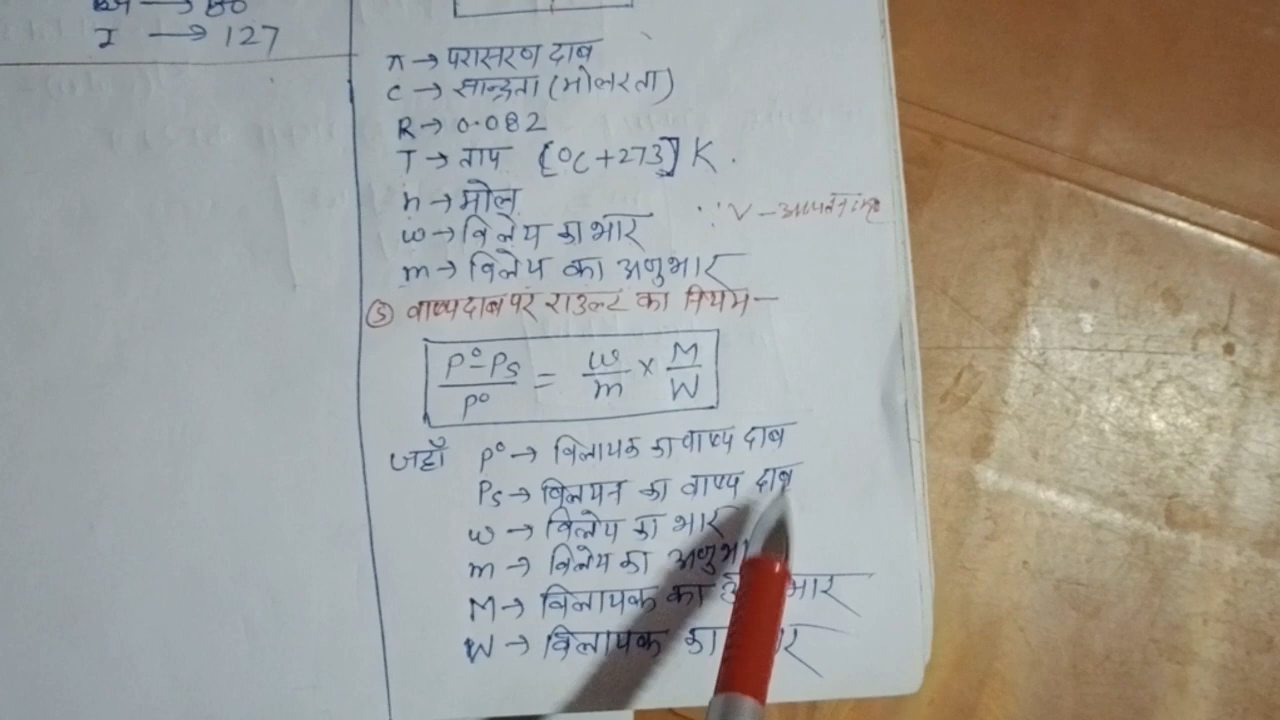 I → 127
π → परासरण दाब
C → सान्द्रता (मोलरता)
R → 0.082
T → ताप [°C+273] K.
n → मोल
w → विलेय का भार
∵ V –
m → विलेय का अणुभार
⑤ वाष्पदाब पर राउल्ट का नियम –
P°-Ps / P° = w/m × M/W
जहाँ P° → विलायक का वाष्प दाब
Ps → विलयन का वाष्प दाब
w → विलेय का भार
m → विलेय का अणुभा
M → विलायक का भार
W → विलायक का